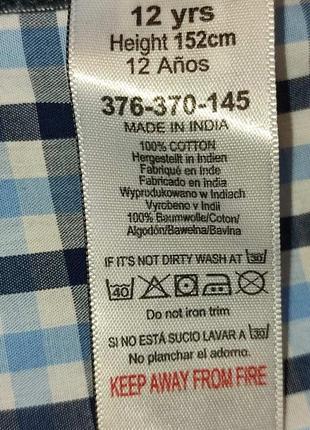 12 yrs
Height 152cm
12 Años
376-370-145
MADE IN INDIA
100% COTTON
Hergestellt in Indien
Fabriqué en Inde
Fabricado en India
Wyprodukowano w Indiach
Vyrobeno v Indii
100% Baumwolle/Coton/
Algodón/Bawełna/Bavlna
IF IT'S NOT DIRTY WASH AT 30
40
Do not iron trim
SI NO ESTÁ SUCIO LAVAR A 30
No planchar el adorno.
KEEP AWAY FROM FIRE